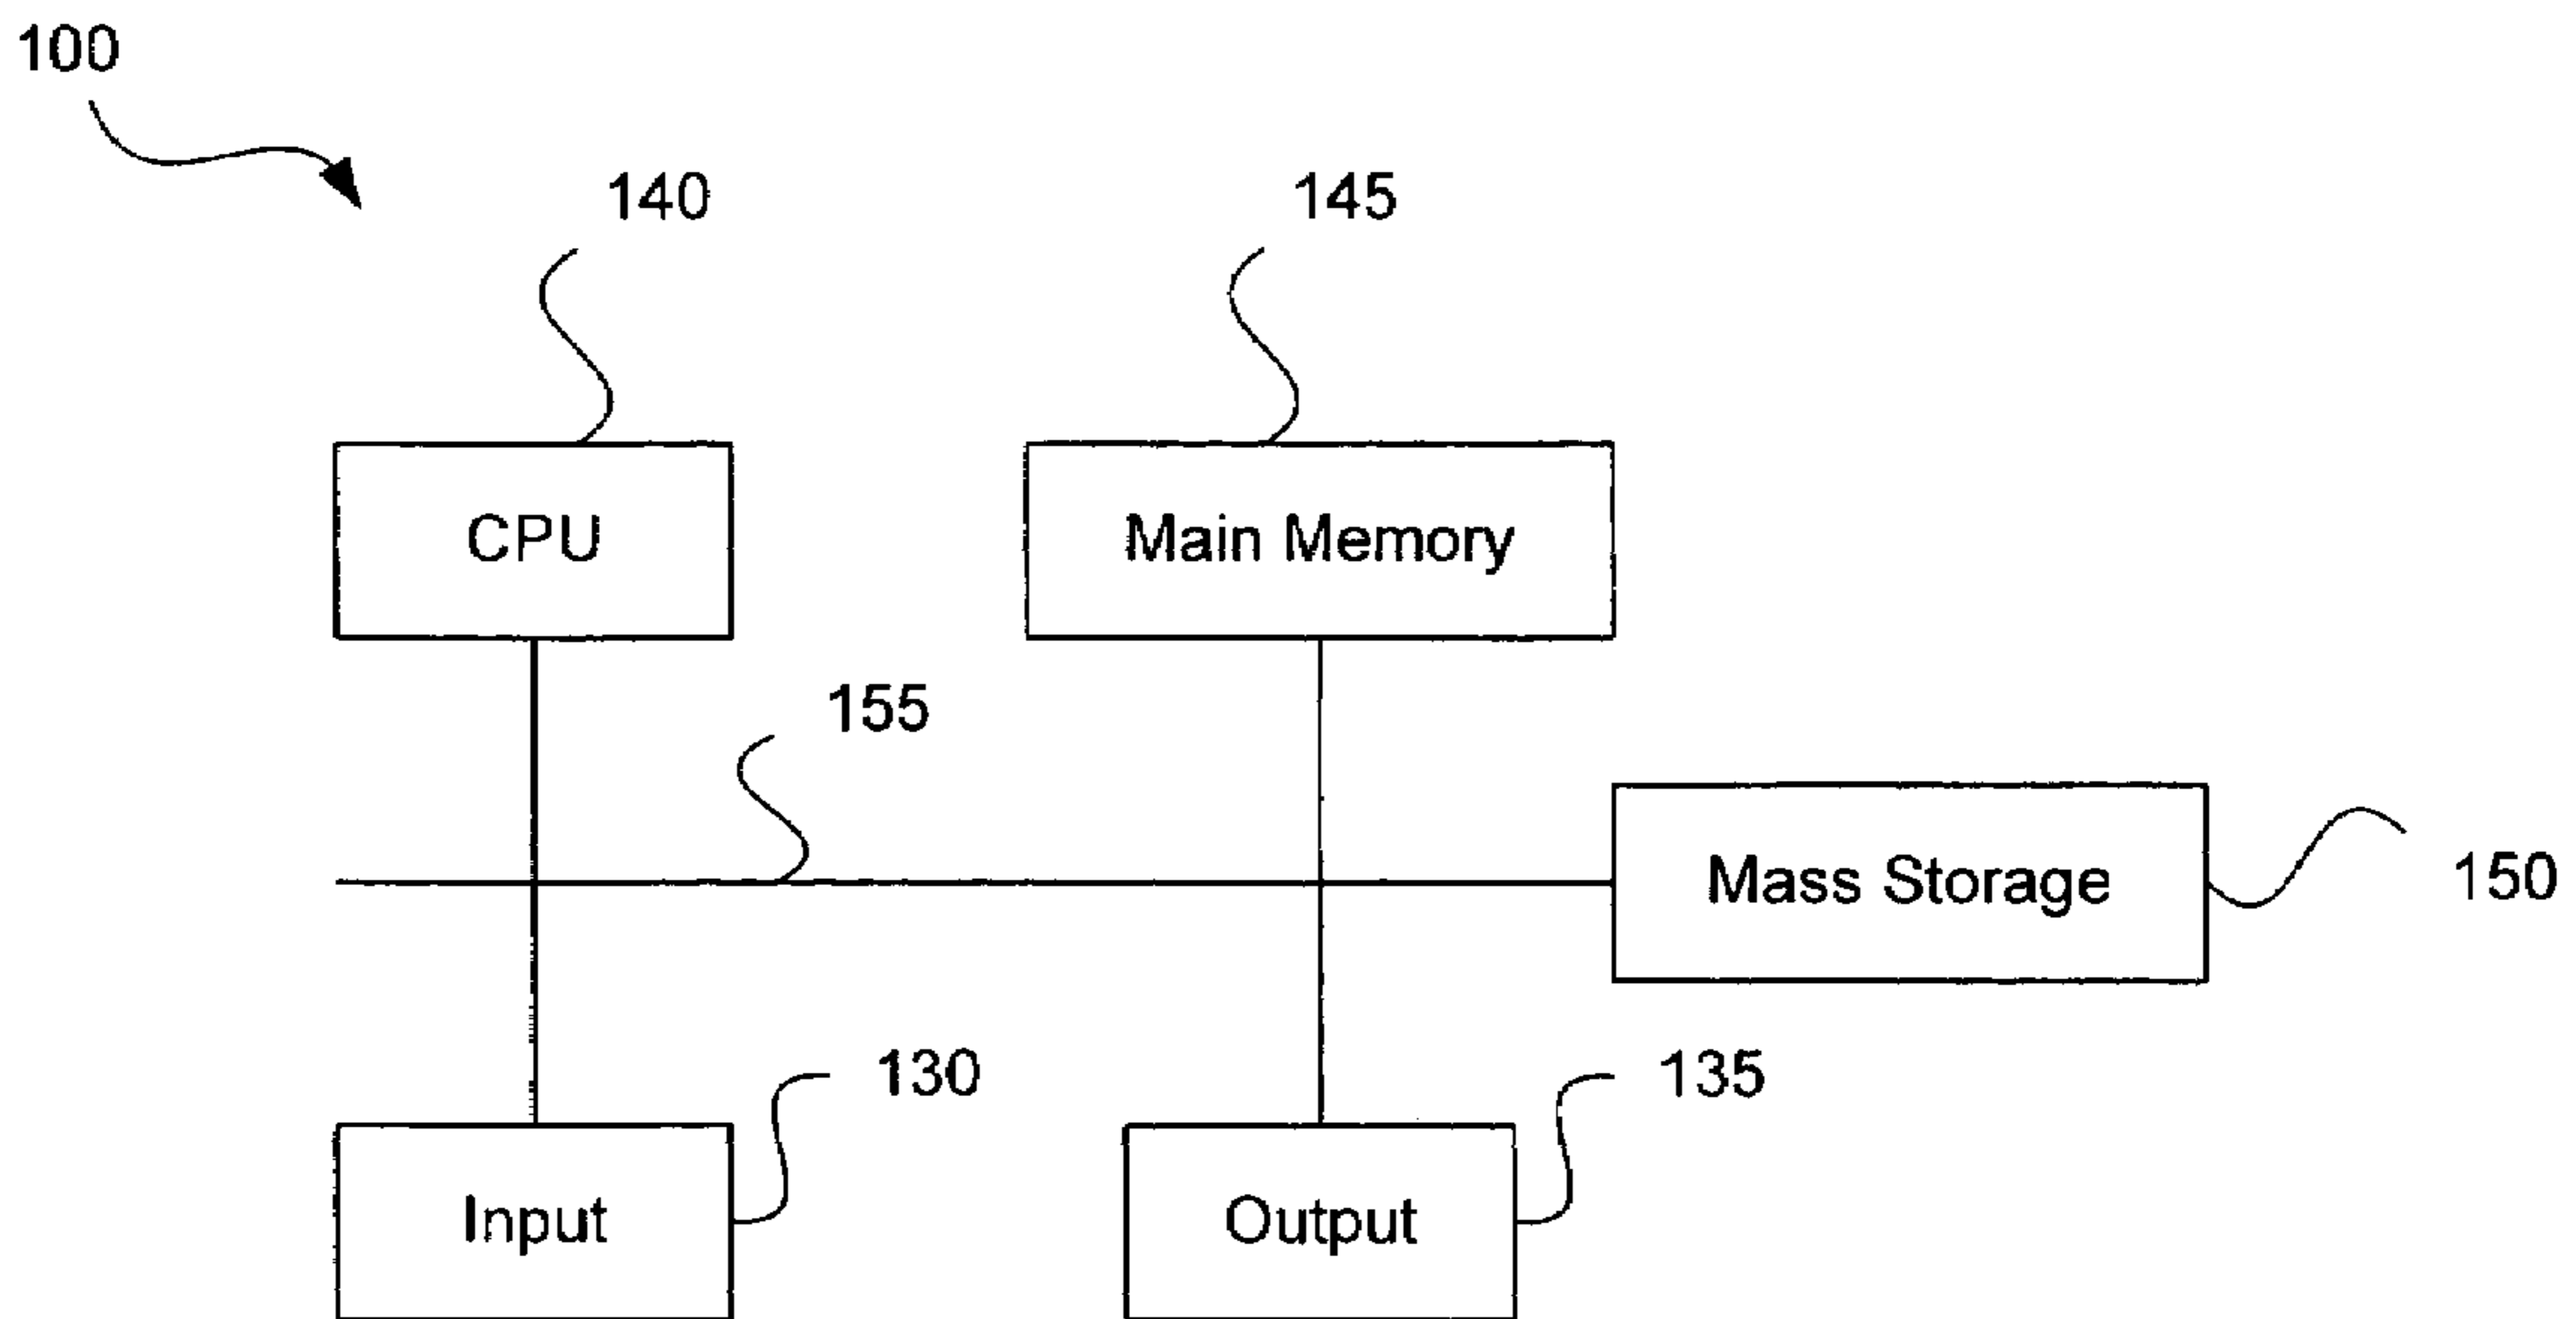 100
140
145
CPU
Main Memory
155
Mass Storage
150
130
135
Input
Output